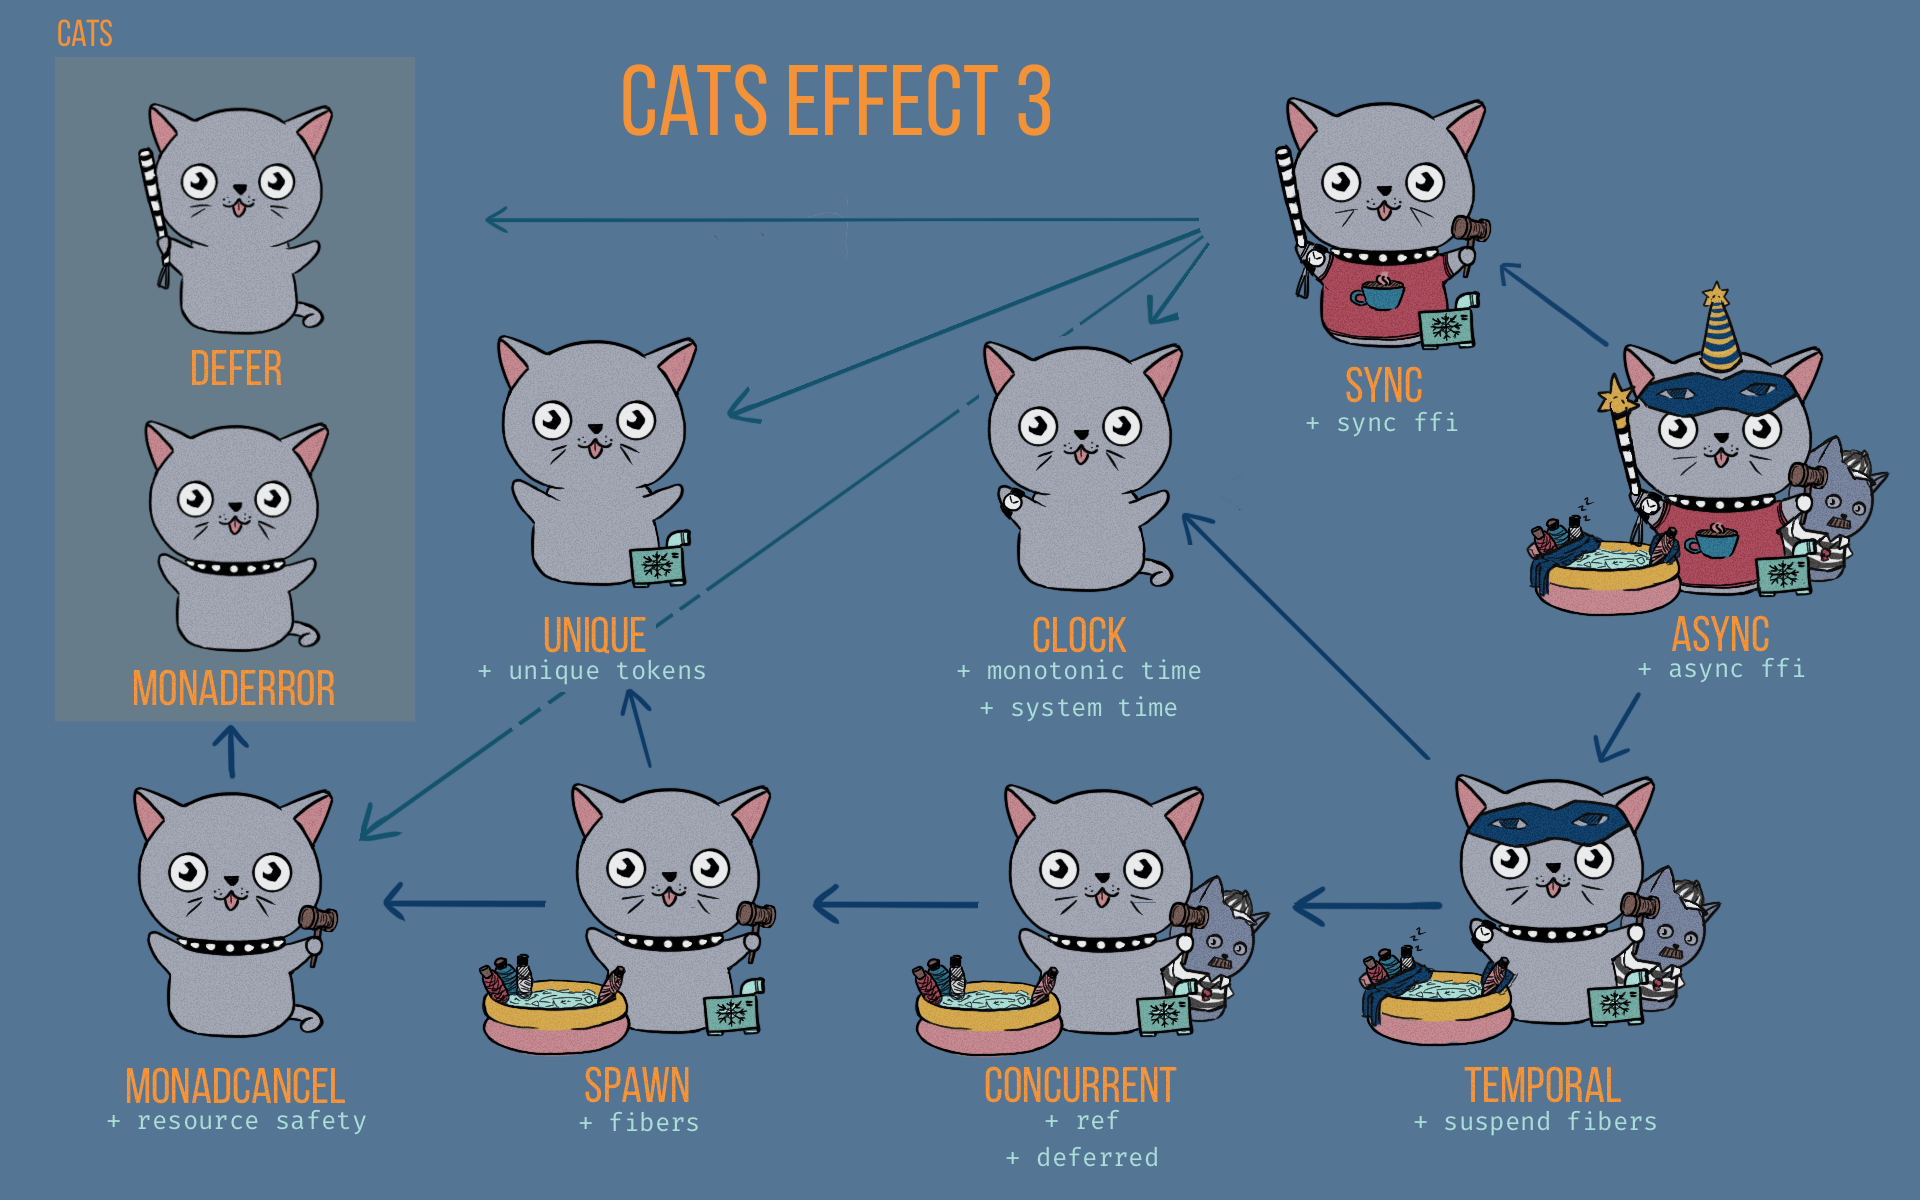 CATS
CATS EFFECT 3
DEFER
MONADERROR
SYNC
+ sync ffi
UNIQUE
+ unique tokens
CLOCK
+ monotonic time
+ system time
z z
z z
ASYNC
+ async ffi
MONADCANCEL
+ resource safety
SPAWN
+ fibers
CONCURRENT
+ ref
+ deferred
z z
z z
TEMPORAL
+ suspend fibers